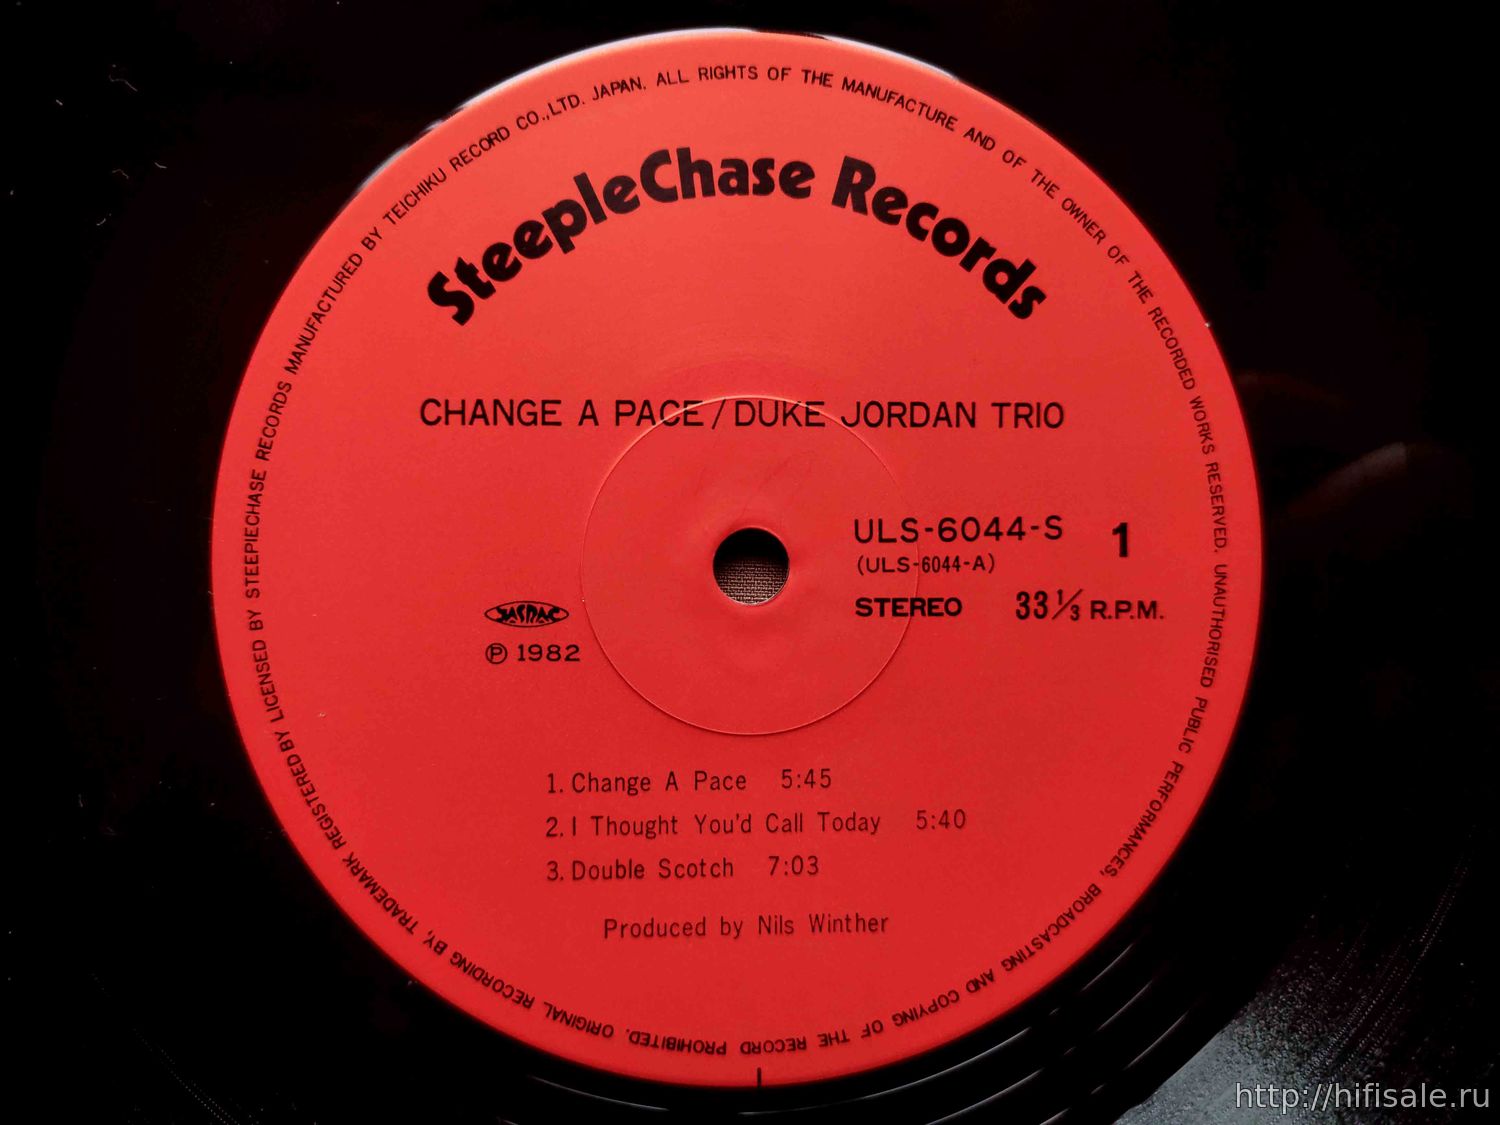 MANUFACTURED BY TEICHIKU RECORD CO.,LTD. JAPAN. ALL RIGHTS OF THE MANUFACTURE AND OF THE OWNER OF THE RECORDED WORKS RESERVED. UNAUTHORISED PUBLIC PERFORMANCES, BROADCASTING AND COPYING OF THE RECORD PROHIBITED. ORIGINAL RECORDING BY, TRADEMARK REGISTERED BY LICENSED BY STEEPIECHASE RECORDS
SteepleChase Records
CHANGE A PACE/DUKE JORDAN TRIO
ULS-6044-S 1
(ULS-6044-A)
STEREO 33 1/3 R.P.M.
JASRAC
Ⓟ 1982
1. Change A Pace 5:45
2. I Thought You'd Call Today 5:40
3. Double Scotch 7:03
Produced by Nils Winther
http://hifisale.ru